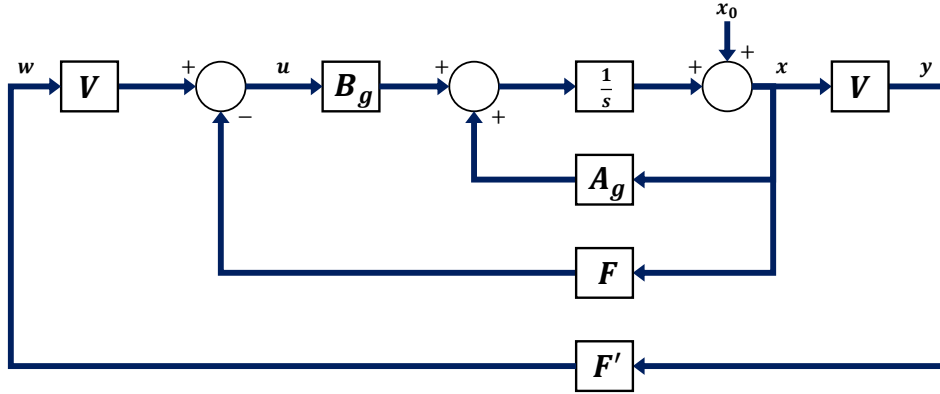 x₀
w
V
+
−
u
B_g
+
+
1/s
+
+
x
V
y
A_g
F
F′